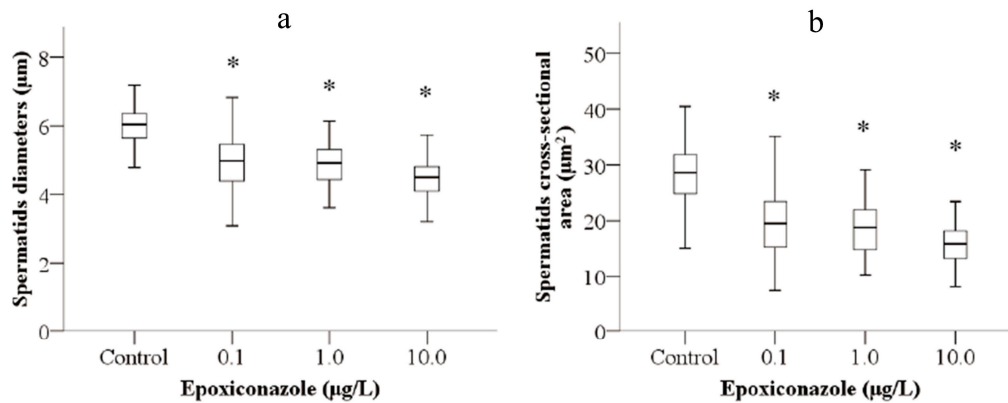 a
Spermatids diameters (μm)
8
6
4
2
0
*
*
*
Control 0.1 1.0 10.0
Epoxiconazole (μg/L)
b
Spermatids cross-sectional
area (μm²)
50
40
30
20
10
0
*
*
*
Control 0.1 1.0 10.0
Epoxiconazole (μg/L)